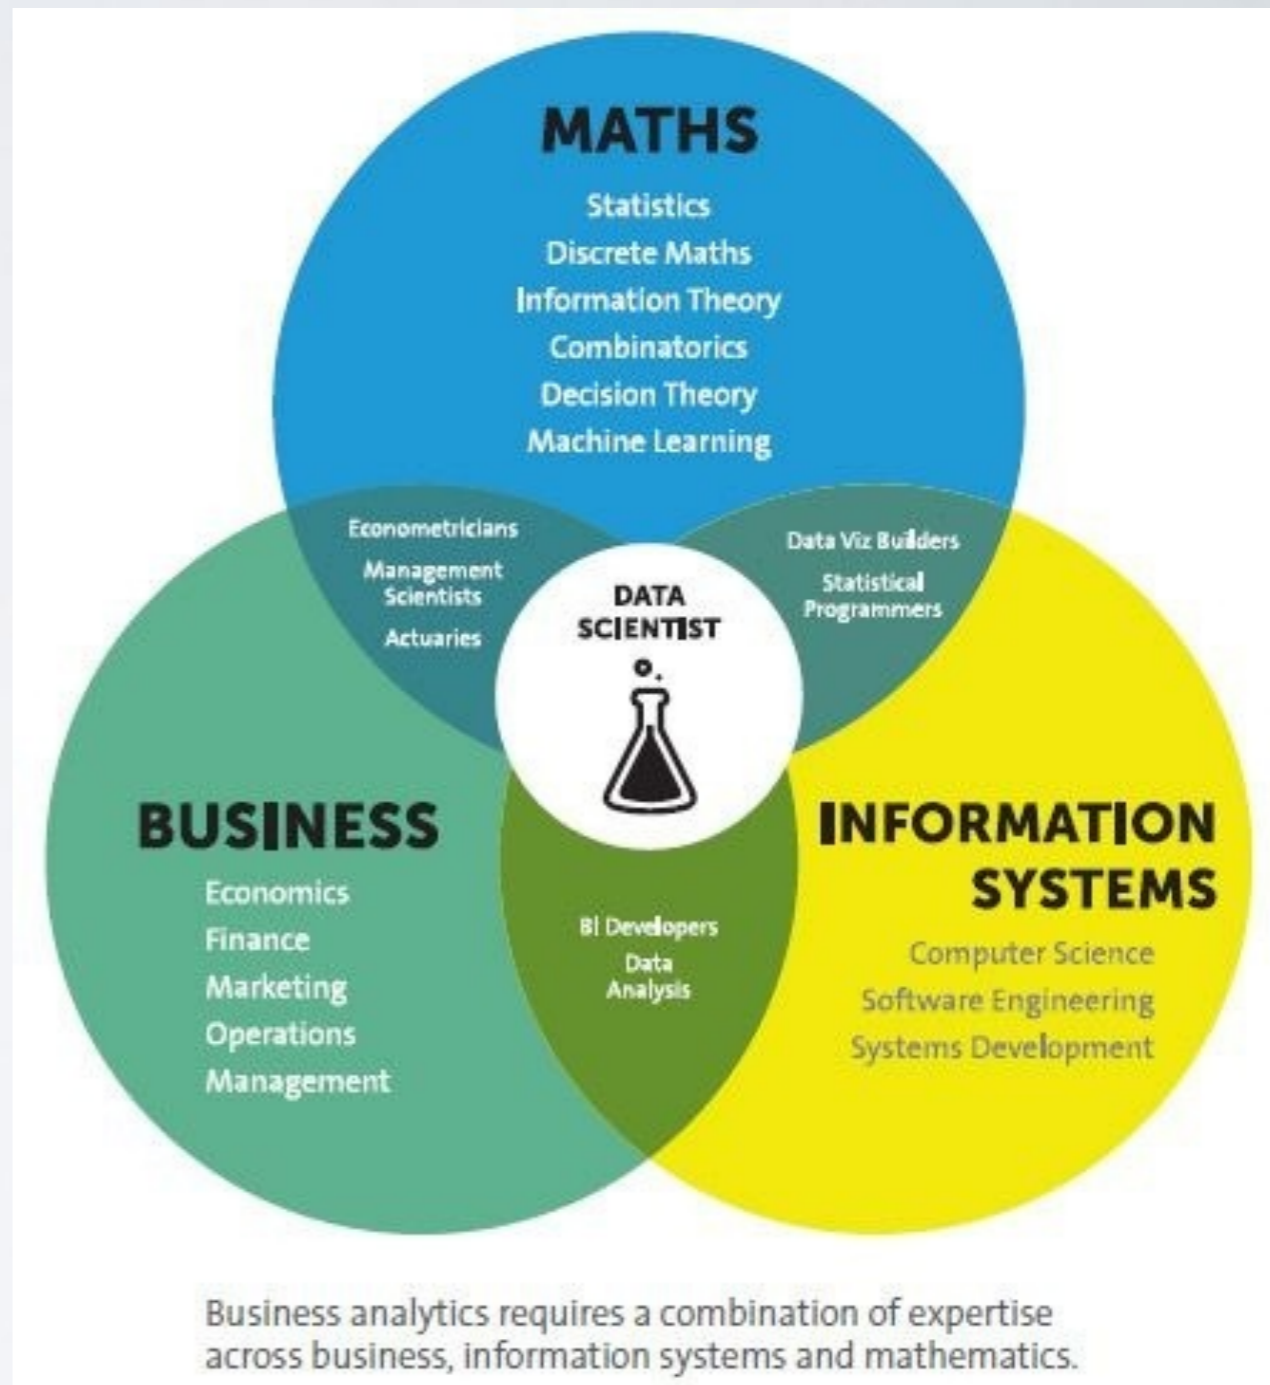 MATHS
Statistics
Discrete Maths
Information Theory
Combinatorics
Decision Theory
Machine Learning
Econometricians
Management
Scientists
Actuaries
DATA
SCIENTIST
Data Viz Builders
Statistical
Programmers
BUSINESS
Economics
Finance
Marketing
Operations
Management
BI Developers
Data
Analysis
INFORMATION
SYSTEMS
Computer Science
Software Engineering
Systems Development
Business analytics requires a combination of expertise
across business, information systems and mathematics.